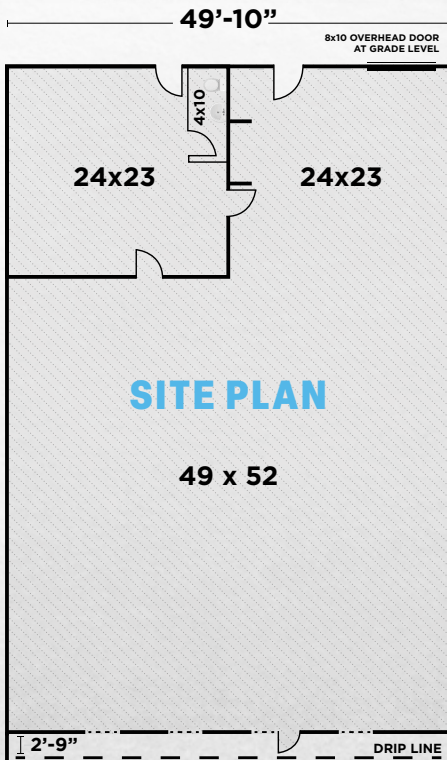 49'-10”
8x10 OVERHEAD DOOR
AT GRADE LEVEL
4x10
24x23
24x23
SITE PLAN
49 x 52
2’-9”
DRIP LINE